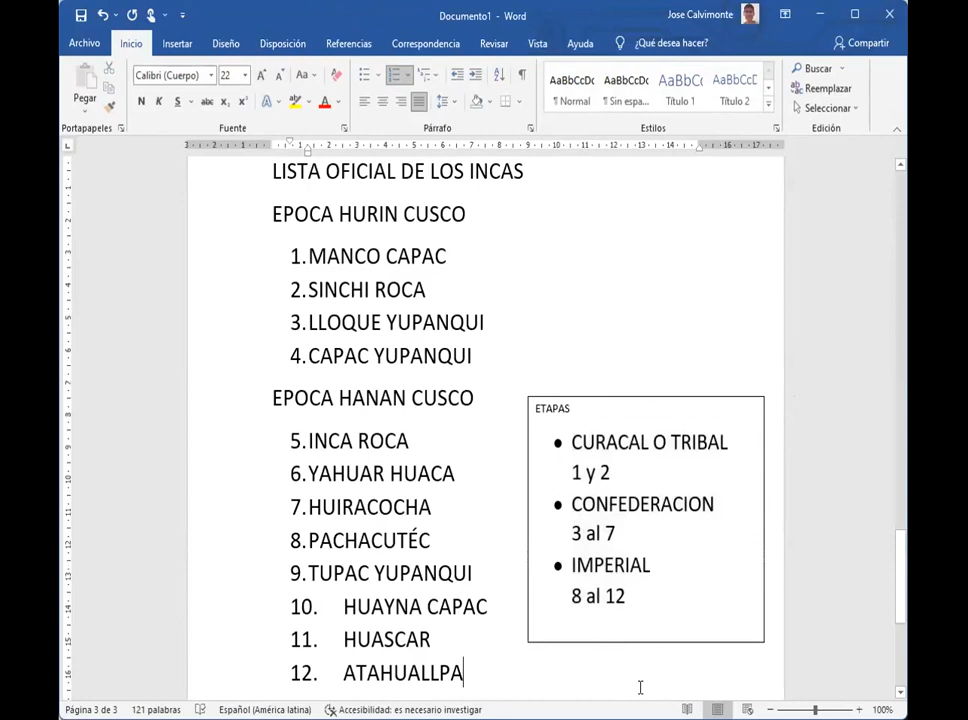 Documento1 - Word
Jose Calvimonte
Archivo Inicio Insertar Diseño Disposición Referencias Correspondencia Revisar Vista Ayuda ¿Qué desea hacer? Compartir
Pegar
Calibri (Cuerpo) 22
AaBbCcDc AaBbCcDc AaBbCc AaBbCcC
¶ Normal ¶ Sin espa... Título 1 Título 2
Buscar
Reemplazar
Seleccionar
Portapapeles Fuente Párrafo Estilos Edición
LISTA OFICIAL DE LOS INCAS
EPOCA HURIN CUSCO
1. MANCO CAPAC
2. SINCHI ROCA
3. LLOQUE YUPANQUI
4. CAPAC YUPANQUI
EPOCA HANAN CUSCO
5. INCA ROCA
6. YAHUAR HUACA
7. HUIRACOCHA
8. PACHACUTÉC
9. TUPAC YUPANQUI
10. HUAYNA CAPAC
11. HUASCAR
12. ATAHUALLPA
ETAPAS
• CURACAL O TRIBAL
1 y 2
• CONFEDERACION
3 al 7
• IMPERIAL
8 al 12
Página 3 de 3 121 palabras Español (América latina) Accesibilidad: es necesario investigar 100%